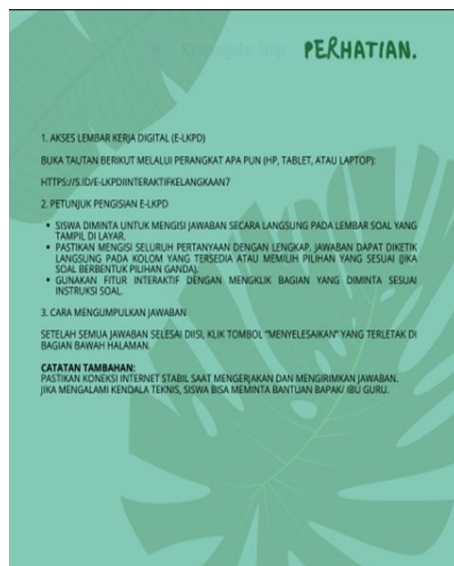 PERHATIAN.
1. AKSES LEMBAR KERJA DIGITAL (E-LKPD)
BUKA TAUTAN BERIKUT MELALUI PERANGKAT APA PUN (HP, TABLET, ATAU LAPTOP):
HTTPS://S.ID/E-LKPDIINTERAKTIFKELANGKAAN7
2. PETUNJUK PENGISIAN E-LKPD
• SISWA DIMINTA UNTUK MENGISI JAWABAN SECARA LANGSUNG PADA LEMBAR SOAL YANG
TAMPIL DI LAYAR.
• PASTIKAN MENGISI SELURUH PERTANYAAN DENGAN LENGKAP. JAWABAN DAPAT DIKETIK
LANGSUNG PADA KOLOM YANG TERSEDIA ATAU MEMILIH PILIHAN YANG SESUAI (JIKA
SOAL BERBENTUK PILIHAN GANDA).
• GUNAKAN FITUR INTERAKTIF DENGAN MENGKLIK BAGIAN YANG DIMINTA SESUAI
INSTRUKSI SOAL.
3. CARA MENGUMPULKAN JAWABAN
SETELAH SEMUA JAWABAN SELESAI DIISI, KLIK TOMBOL "MENYELESAIKAN" YANG TERLETAK DI
BAGIAN BAWAH HALAMAN.
CATATAN TAMBAHAN:
PASTIKAN KONEKSI INTERNET STABIL SAAT MENGERJAKAN DAN MENGIRIMKAN JAWABAN.
JIKA MENGALAMI KENDALA TEKNIS, SISWA BISA MEMINTA BANTUAN BAPAK/ IBU GURU.